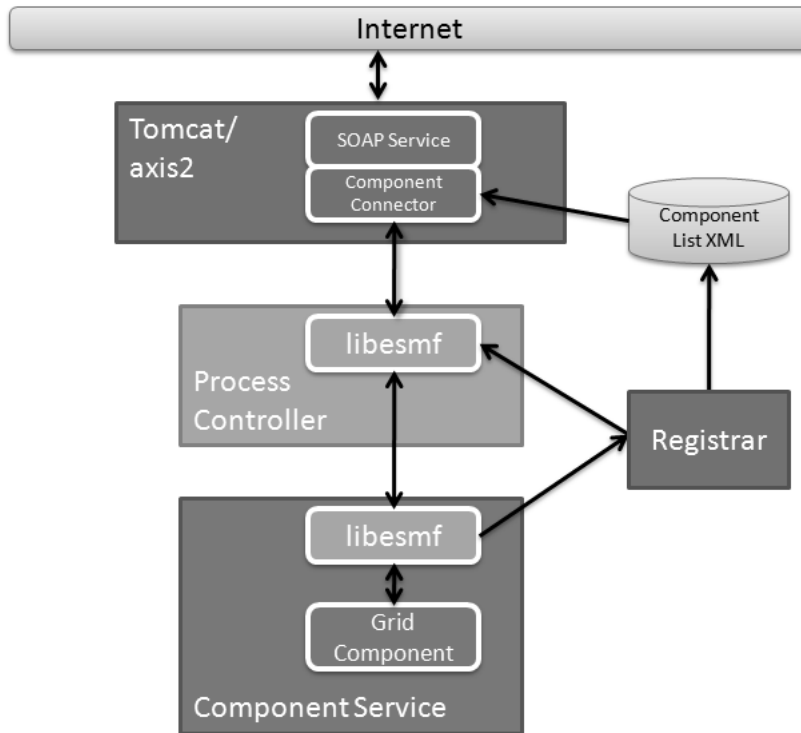 Internet
Tomcat/
axis2
SOAP Service
Component
Connector
Component
List XML
libesmf
Process
Controller
Registrar
libesmf
Grid
Component
Component Service